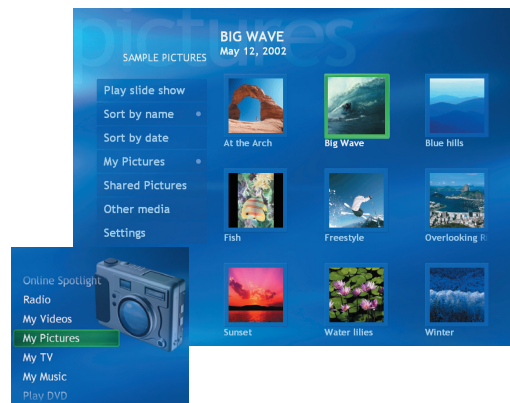 pictures
BIG WAVE
May 12, 2002
SAMPLE PICTURES
Play slide show
Sort by name
Sort by date
My Pictures
Shared Pictures
Other media
Settings
At the Arch
Big Wave
Blue hills
Fish
Freestyle
Overlooking R
Sunset
Water lilies
Winter
Online Spotlight
Radio
My Videos
My Pictures
My TV
My Music
Play DVD